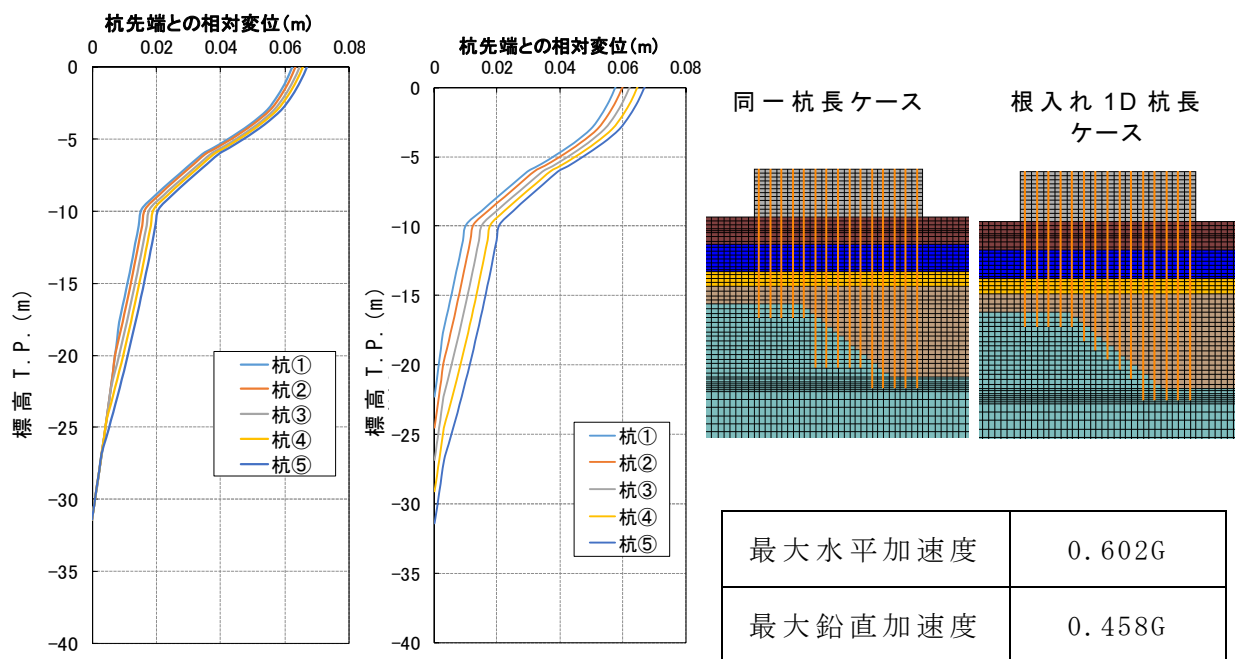 杭先端との相対変位(m)
0 0.02 0.04 0.06 0.08
0
-5
-10
-15
-20
-25
-30
-35
-40
標高 T.P.(m)
杭①
杭②
杭③
杭④
杭⑤
杭先端との相対変位(m)
0 0.02 0.04 0.06 0.08
0
-5
-10
-15
-20
-25
-30
-35
-40
標高 T.P.(m)
杭①
杭②
杭③
杭④
杭⑤
同一杭長ケース
根入れ 1D 杭長
ケース
最大水平加速度 0.602G
最大鉛直加速度 0.458G